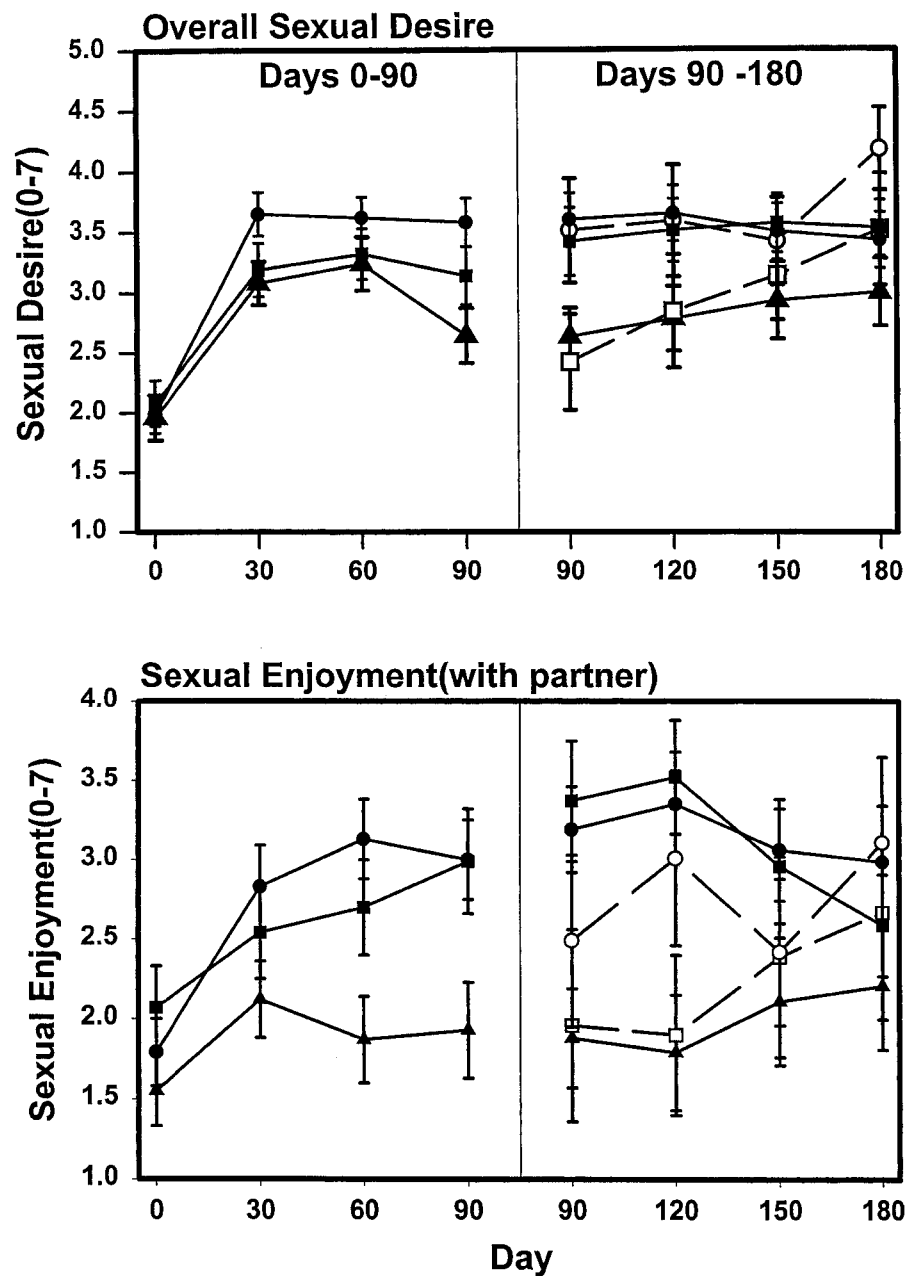 Overall Sexual Desire
Days 0-90
Days 90 -180
Sexual Desire(0-7)
5.0
4.5
4.0
3.5
3.0
2.5
2.0
1.5
1.0
0 30 60 90 90 120 150 180
Sexual Enjoyment(with partner)
Sexual Enjoyment(0-7)
4.0
3.5
3.0
2.5
2.0
1.5
1.0
0 30 60 90 90 120 150 180
Day